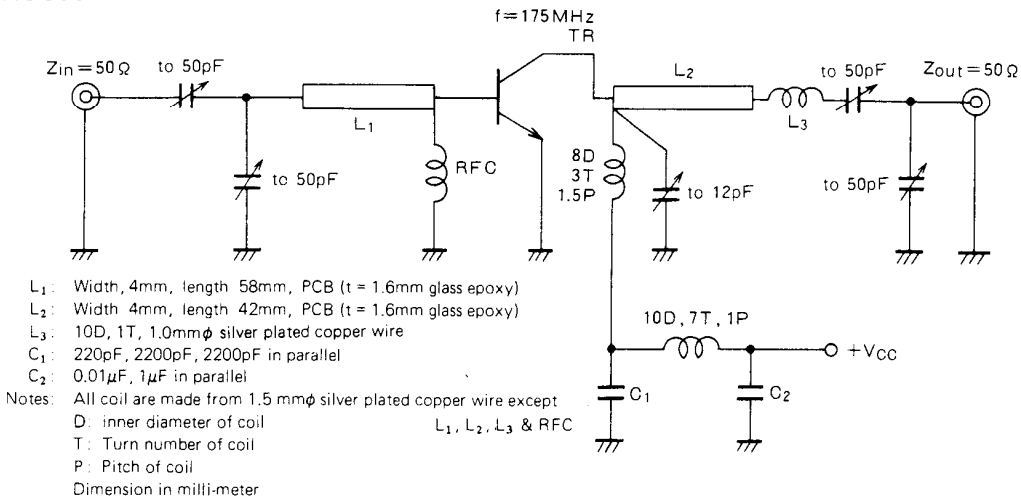 f=175MHz
TR
Zin=50Ω
to 50pF
L₁
to 50pF
RFC
L₂
L₃
to 50pF
Zout=50Ω
8D
3T
1.5P
to 12pF
to 50pF
L₁: Width, 4mm, length 58mm, PCB (t = 1.6mm glass epoxy)
L₂: Width 4mm, length 42mm, PCB (t = 1.6mm glass epoxy)
L₃: 10D, 1T, 1.0mmφ silver plated copper wire
C₁: 220pF, 2200pF, 2200pF in parallel
C₂: 0.01μF, 1μF in parallel
Notes: All coil are made from 1.5 mmφ silver plated copper wire except
L₁, L₂, L₃ & RFC
D: inner diameter of coil
T: Turn number of coil
P: Pitch of coil
Dimension in milli-meter
10D, 7T, 1P
+Vcc
C₁
C₂